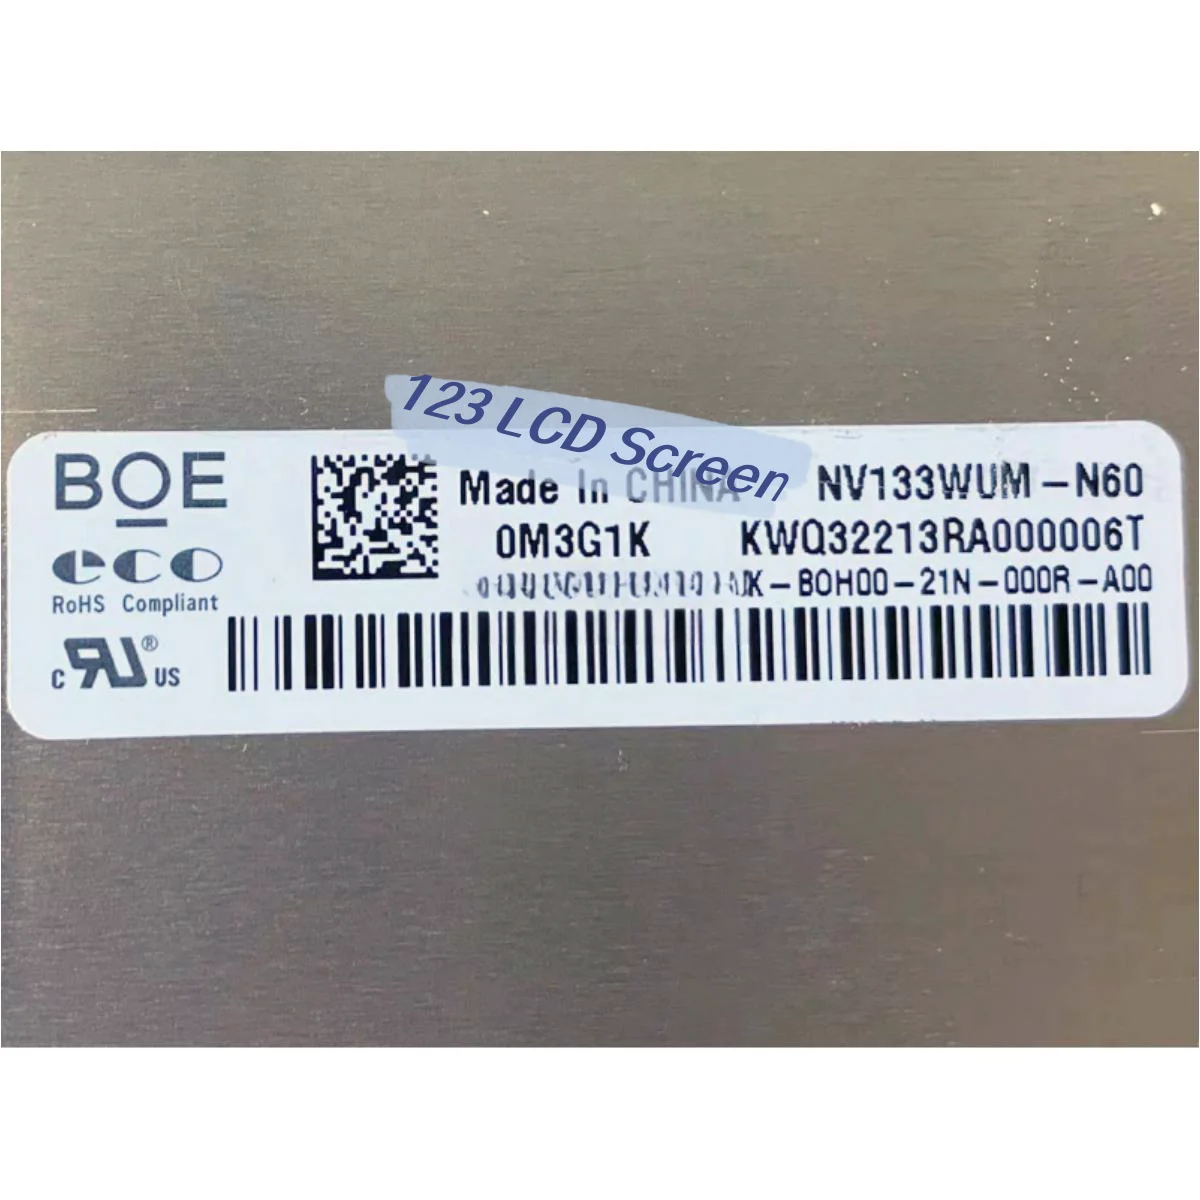 123 LCD Screen
BOE
Made In CHINA NV133WUM-N60
0M3G1K KWQ32213RA000006T
eco
K-B0H00-21N-000R-A00
RoHS Compliant
c RU ® US